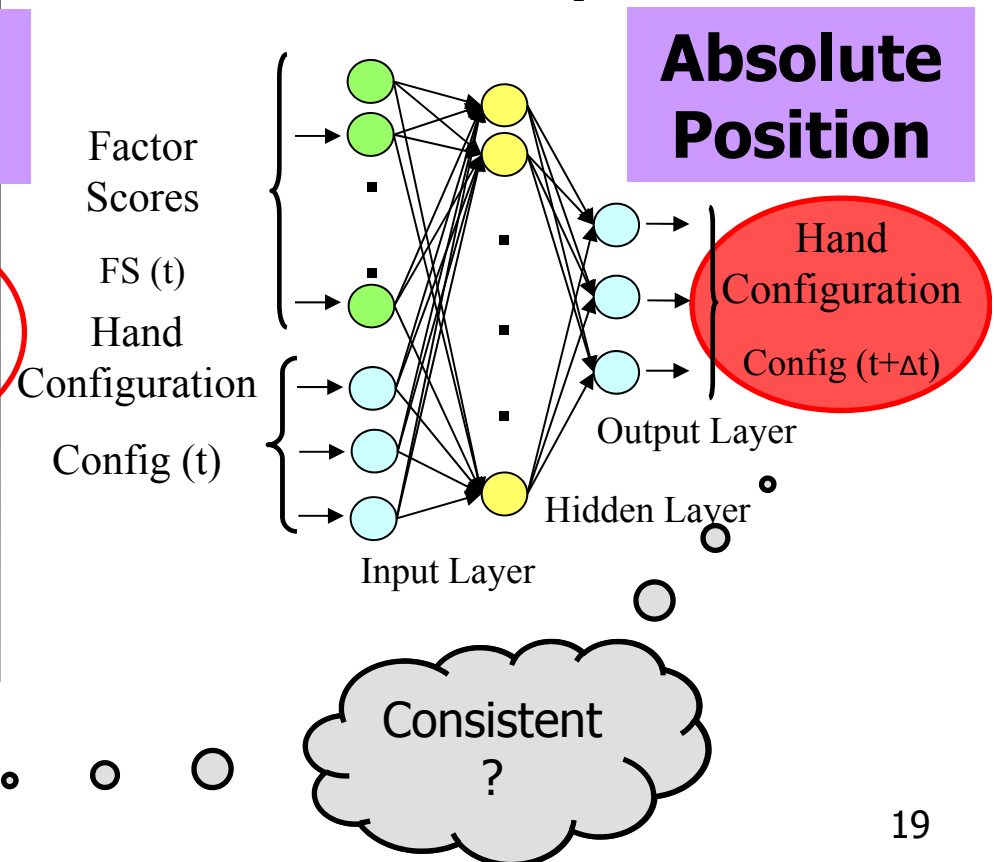 Absolute
Position
Factor
Scores
FS (t)
Hand
Configuration
Config (t)
Hand
Configuration
Config (t+Δt)
Output Layer
Hidden Layer
Input Layer
Consistent
?
19